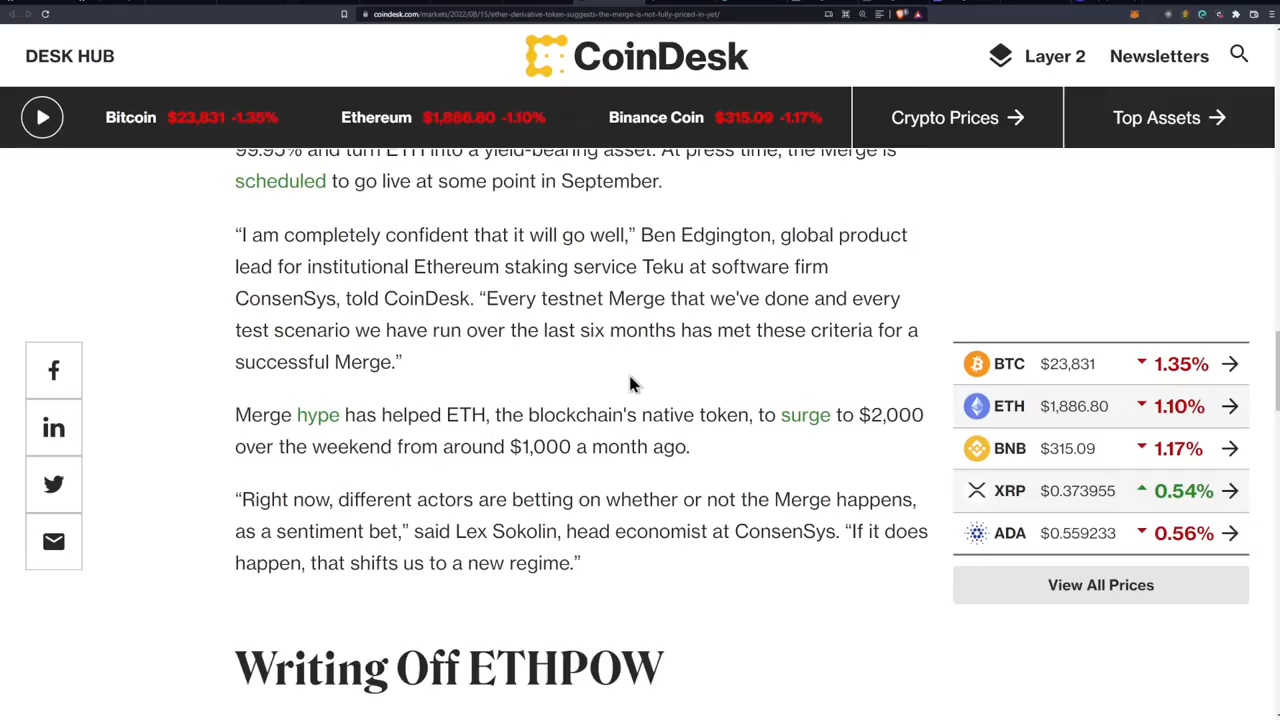 coindesk.com/markets/2022/08/15/ether-derivative-token-suggests-the-merge-is-not-fully-priced-in-yet/
DESK HUB
CoinDesk
Layer 2
Newsletters
Bitcoin $23,831 -1.35%
Ethereum $1,886.80 -1.10%
Binance Coin $315.09 -1.17%
Crypto Prices
Top Assets
99.95% and turn ETH into a yield-bearing asset. At press time, the Merge is
scheduled to go live at some point in September.
“I am completely confident that it will go well,” Ben Edgington, global product
lead for institutional Ethereum staking service Teku at software firm
ConsenSys, told CoinDesk. “Every testnet Merge that we've done and every
test scenario we have run over the last six months has met these criteria for a
successful Merge.”
Merge hype has helped ETH, the blockchain's native token, to surge to $2,000
over the weekend from around $1,000 a month ago.
“Right now, different actors are betting on whether or not the Merge happens,
as a sentiment bet,” said Lex Sokolin, head economist at ConsenSys. “If it does
happen, that shifts us to a new regime.”
Writing Off ETHPOW
BTC $23,831 1.35%
ETH $1,886.80 1.10%
BNB $315.09 1.17%
XRP $0.373955 0.54%
ADA $0.559233 0.56%
View All Prices